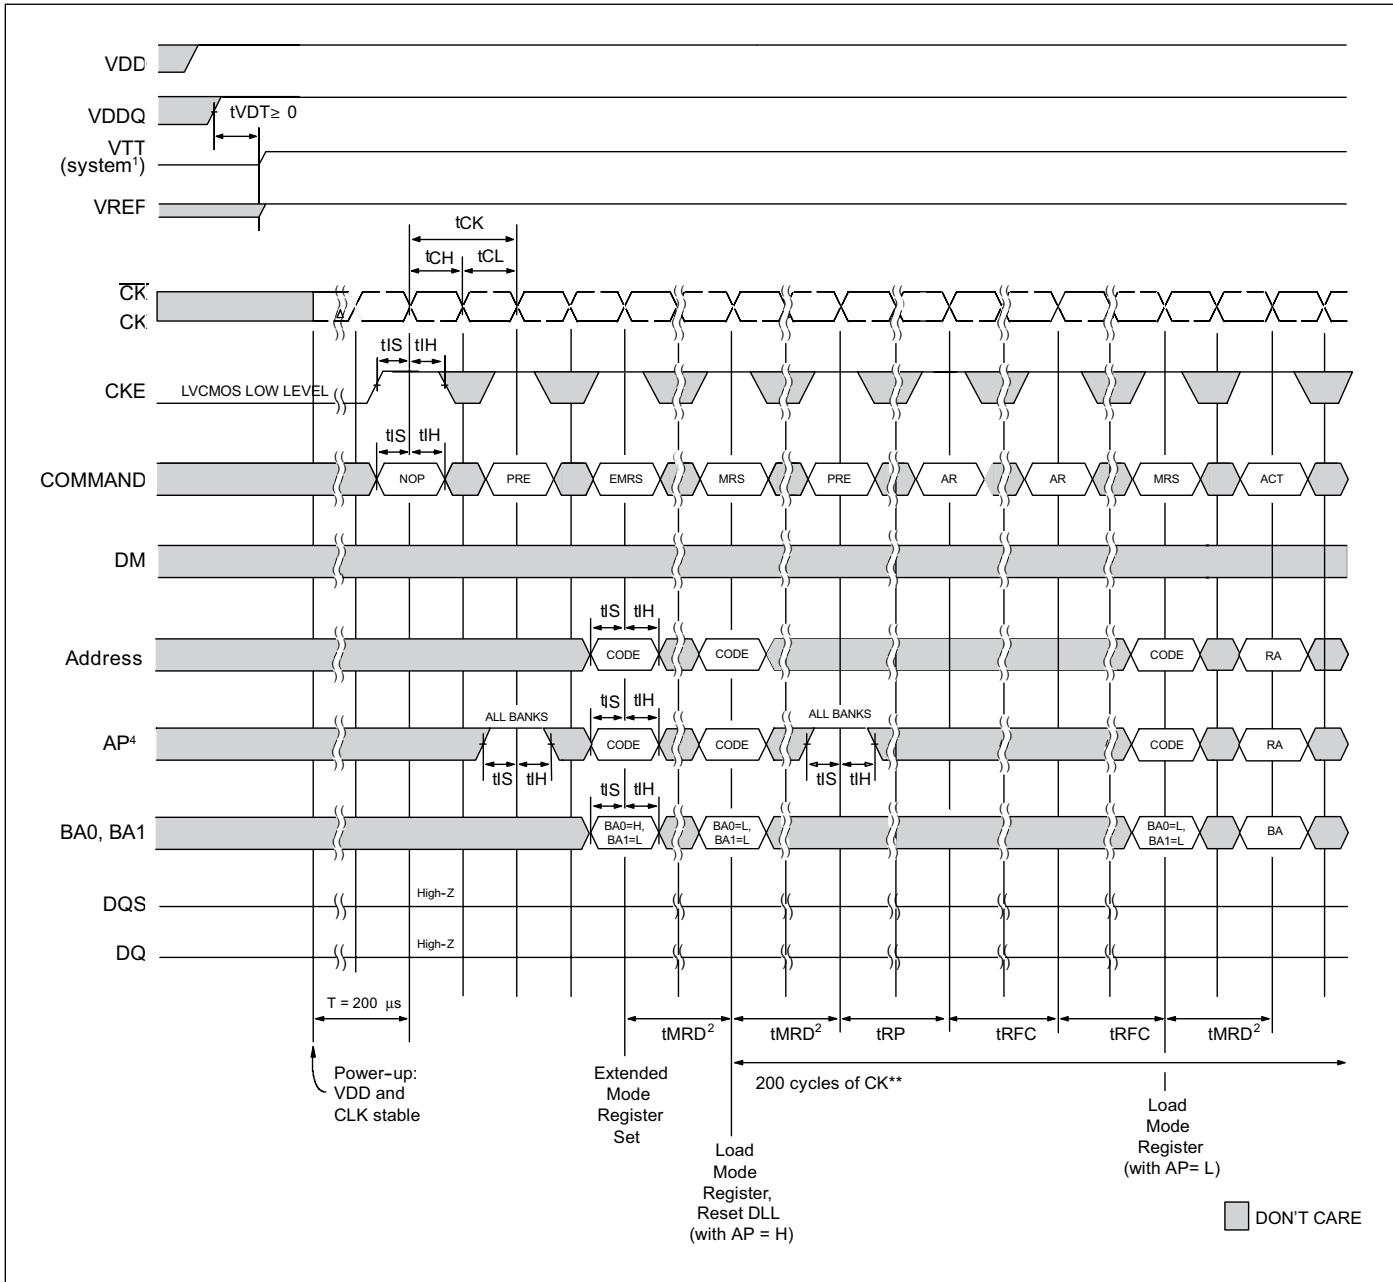 VDD
VDDQ
tVDT≥ 0
VTT
(system¹)
VREF
tCK
tCH
tCL
CK
CK
tIS
tIH
CKE
LVCMOS LOW LEVEL
tIS
tIH
COMMAND
NOP
PRE
EMRS
MRS
PRE
AR
AR
MRS
ACT
DM
tIS
tIH
Address
CODE
CODE
CODE
RA
tIS
tIH
ALL BANKS
ALL BANKS
AP⁴
CODE
CODE
CODE
RA
tIS
tIH
tIS
tIH
tIS
tIH
BA0, BA1
BA0=H,
BA1=L
BA0=L,
BA1=L
BA0=L,
BA1=L
BA
DQS
High-Z
DQ
High-Z
T = 200 µs
tMRD²
tMRD²
tRP
tRFC
tRFC
tMRD²
Power-up:
VDD and
CLK stable
Extended
Mode
Register
Set
200 cycles of CK**
Load
Mode
Register,
Reset DLL
(with AP = H)
Load
Mode
Register
(with AP= L)
DON'T CARE